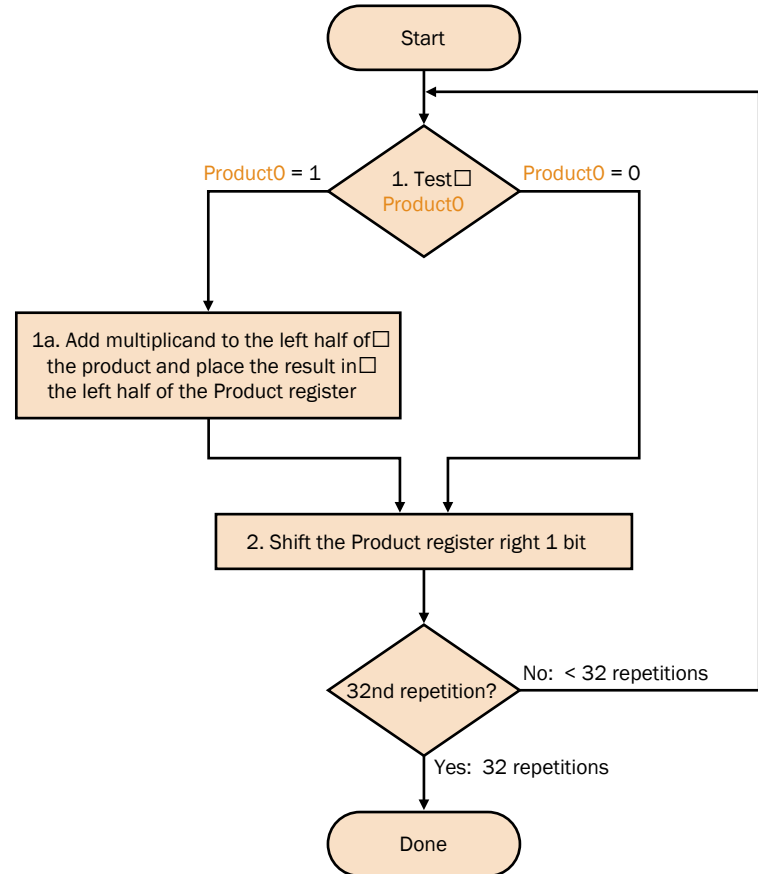 Start
Product0 = 1
1. Test□
Product0
Product0 = 0
1a. Add multiplicand to the left half of□
the product and place the result in□
the left half of the Product register
2. Shift the Product register right 1 bit
32nd repetition?
No:  < 32 repetitions
Yes:  32 repetitions
Done